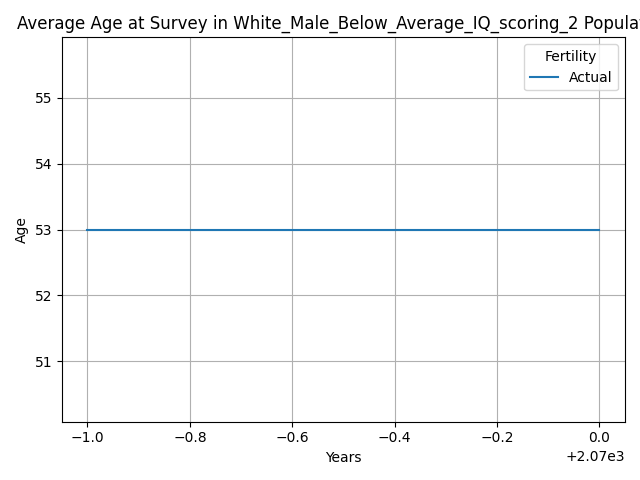 Average Age at Survey in White_Male_Below_Average_IQ_scoring_2 Popula
Fertility
Actual
Age
55
54
53
52
51
−1.0 −0.8 −0.6 −0.4 −0.2 0.0
Years
+2.07e3